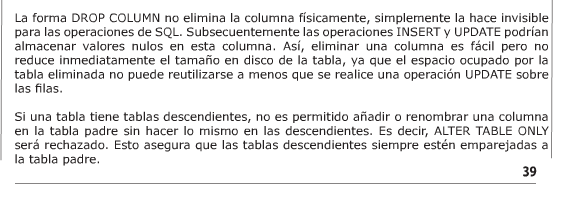 La forma DROP COLUMN no elimina la columna físicamente, simplemente la hace invisible
para las operaciones de SQL. Subsecuentemente las operaciones INSERT y UPDATE podrían
almacenar valores nulos en esta columna. Así, eliminar una columna es fácil pero no
reduce inmediatamente el tamaño en disco de la tabla, ya que el espacio ocupado por la
tabla eliminada no puede reutilizarse a menos que se realice una operación UPDATE sobre
las filas.
Si una tabla tiene tablas descendientes, no es permitido añadir o renombrar una columna
en la tabla padre sin hacer lo mismo en las descendientes. Es decir, ALTER TABLE ONLY
será rechazado. Esto asegura que las tablas descendientes siempre estén emparejadas a
la tabla padre.
39